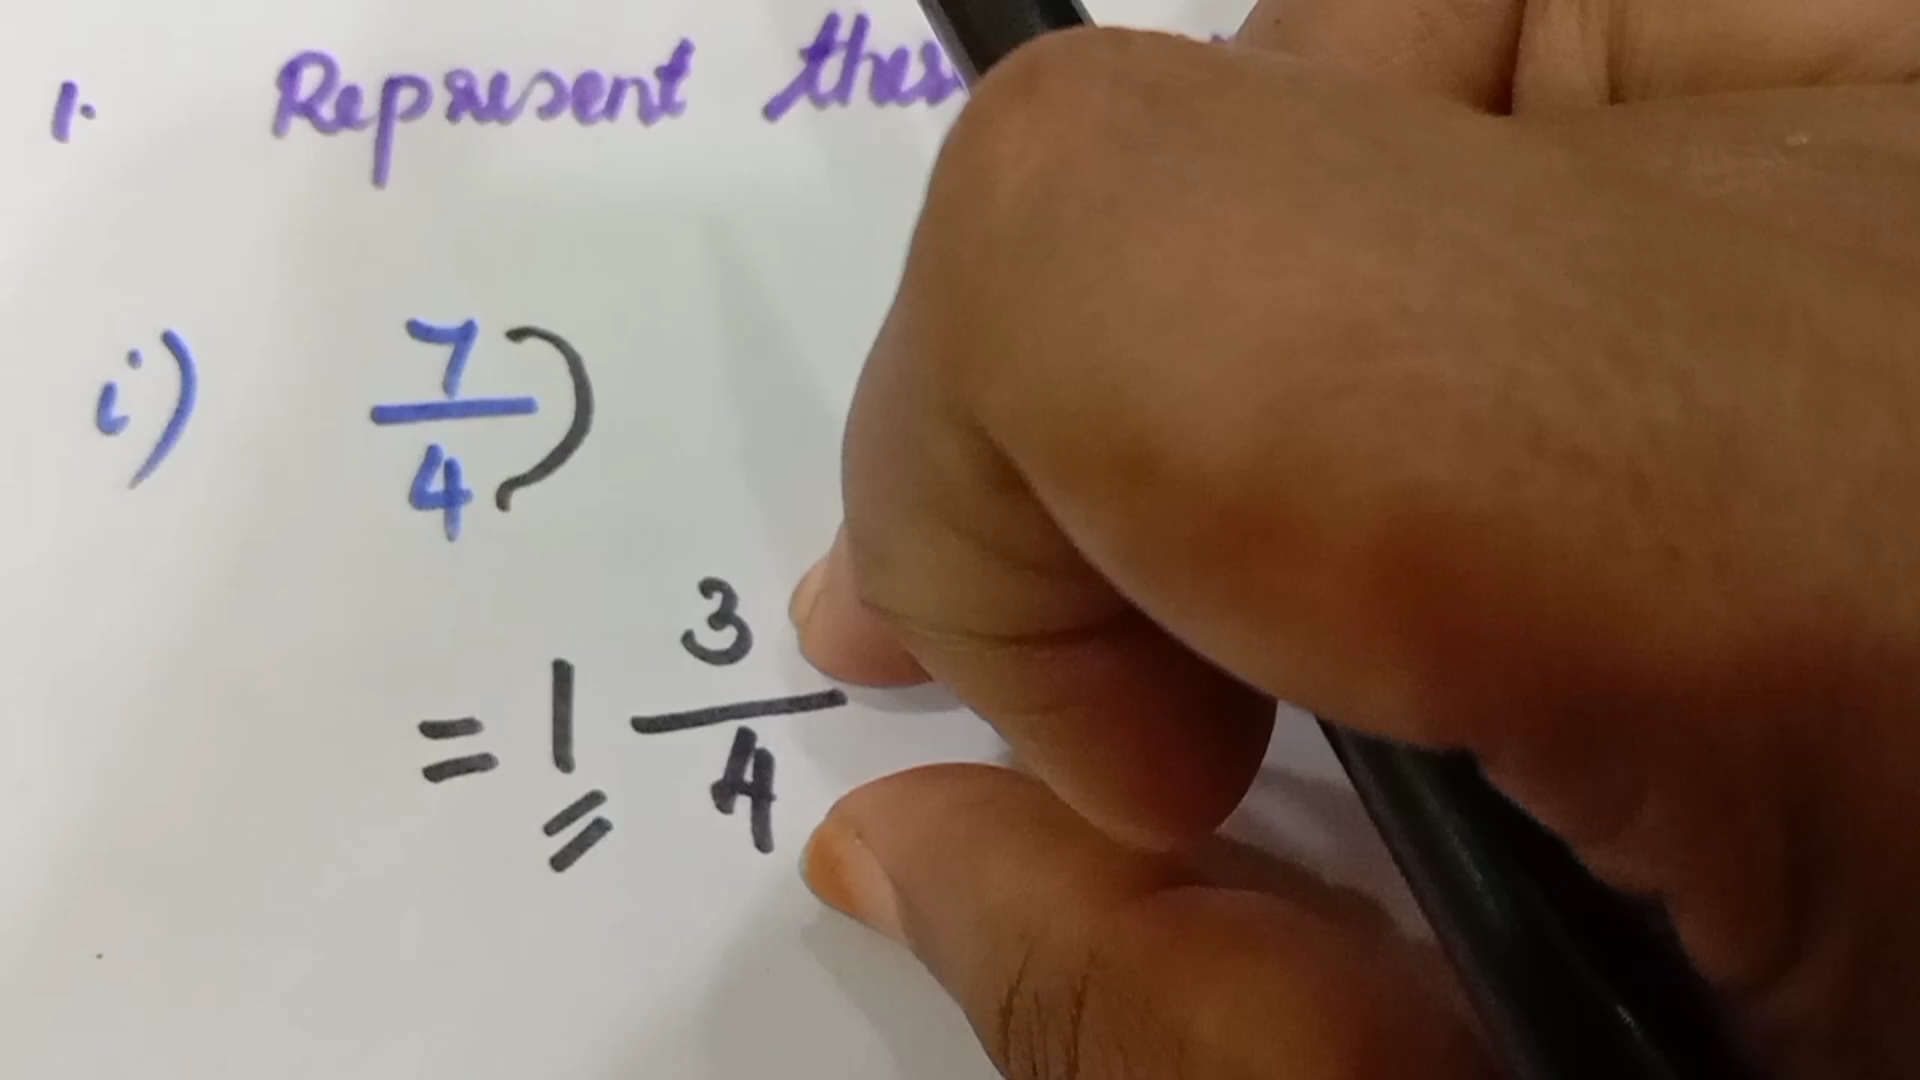 1. Represent
i) 7/4)
= 1 3/4